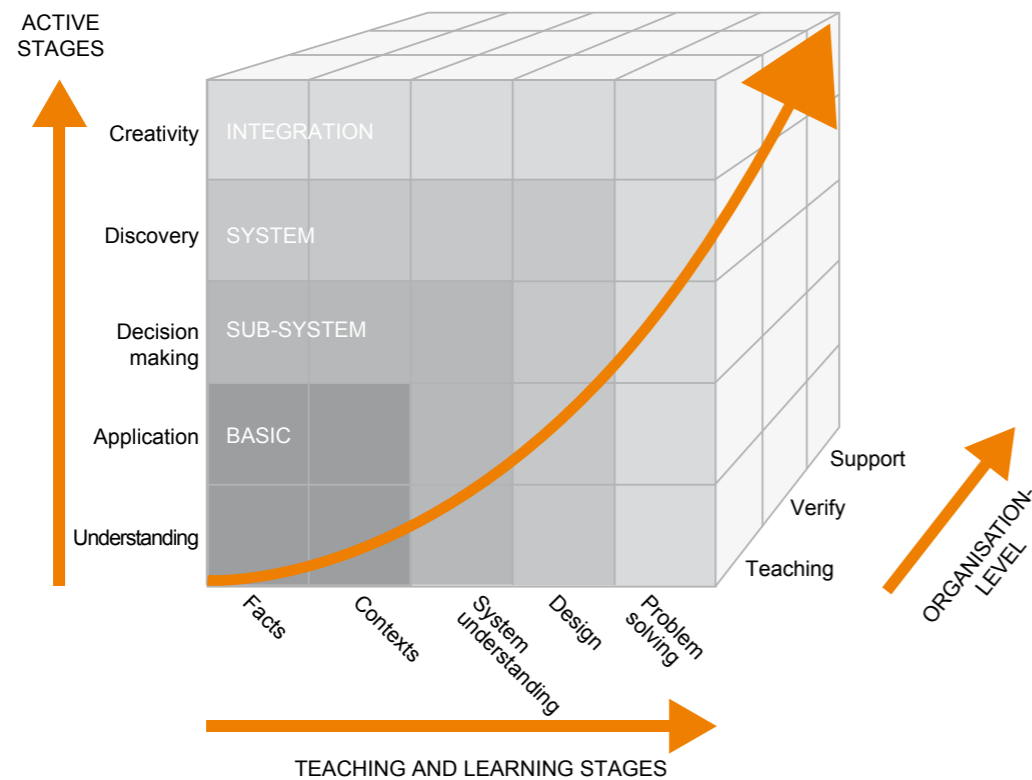 ACTIVE
STAGES
Creativity
INTEGRATION
Discovery
SYSTEM
Decision
making
SUB-SYSTEM
Application
BASIC
Understanding
Support
Verify
Teaching
ORGANISATION-
LEVEL
Facts
Contexts
System
understanding
Design
Problem
solving
TEACHING AND LEARNING STAGES